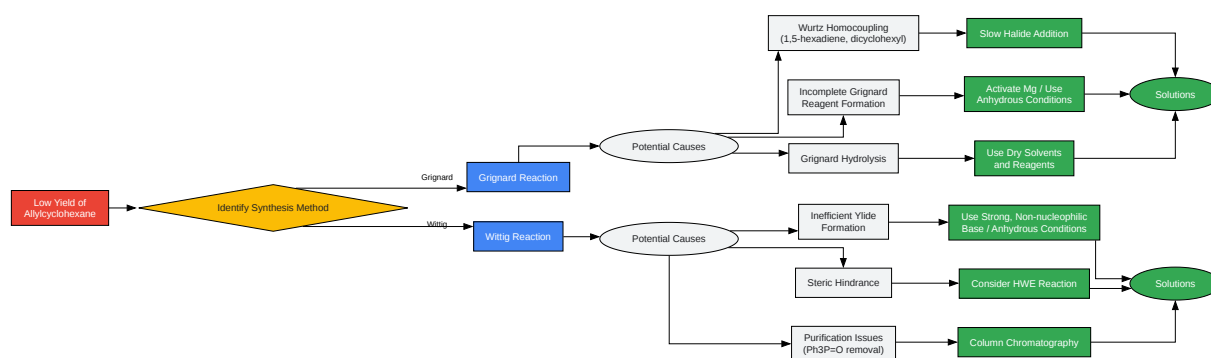 Wurtz Homocoupling
(1,5-hexadiene, dicyclohexyl)
Slow Halide Addition
Incomplete Grignard
Reagent Formation
Activate Mg / Use
Anhydrous Conditions
Solutions
Potential Causes
Grignard Hydrolysis
Use Dry Solvents
and Reagents
Grignard
Grignard Reaction
Low Yield of
Allylcyclohexane
Identify Synthesis Method
Wittig
Wittig Reaction
Potential Causes
Inefficient Ylide
Formation
Use Strong, Non-nucleophilic
Base / Anhydrous Conditions
Steric Hindrance
Consider HWE Reaction
Solutions
Purification Issues
(Ph3P=O removal)
Column Chromatography